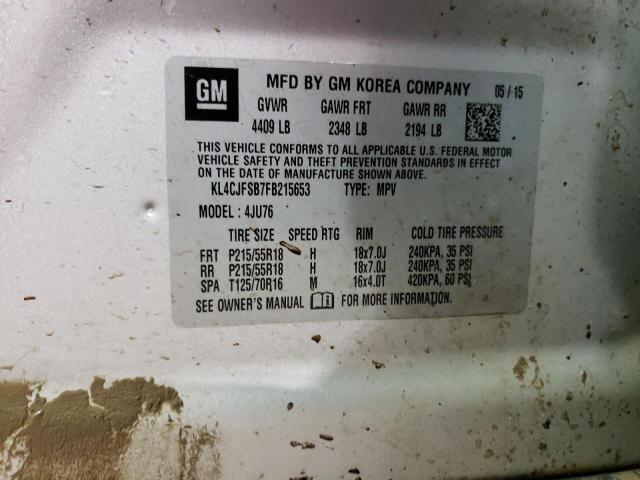 GM MFD BY GM KOREA COMPANY 05/15
GVWR GAWR FRT GAWR RR
4409 LB 2348 LB 2194 LB
THIS VEHICLE CONFORMS TO ALL APPLICABLE U.S. FEDERAL MOTOR
VEHICLE SAFETY AND THEFT PREVENTION STANDARDS IN EFFECT
ON THE DATE OF MANUFACTURE SHOWN ABOVE.
KL4CJFSB7FB215653 TYPE: MPV
MODEL : 4JU76
TIRE SIZE SPEED RTG RIM COLD TIRE PRESSURE
FRT P215/55R18 H 18x7.0J 240KPA, 35 PSI
RR P215/55R18 H 18x7.0J 240KPA, 35 PSI
SPA T125/70R16 M 16x4.0T 420KPA, 60 PSI
SEE OWNER'S MANUAL FOR MORE INFORMATION.